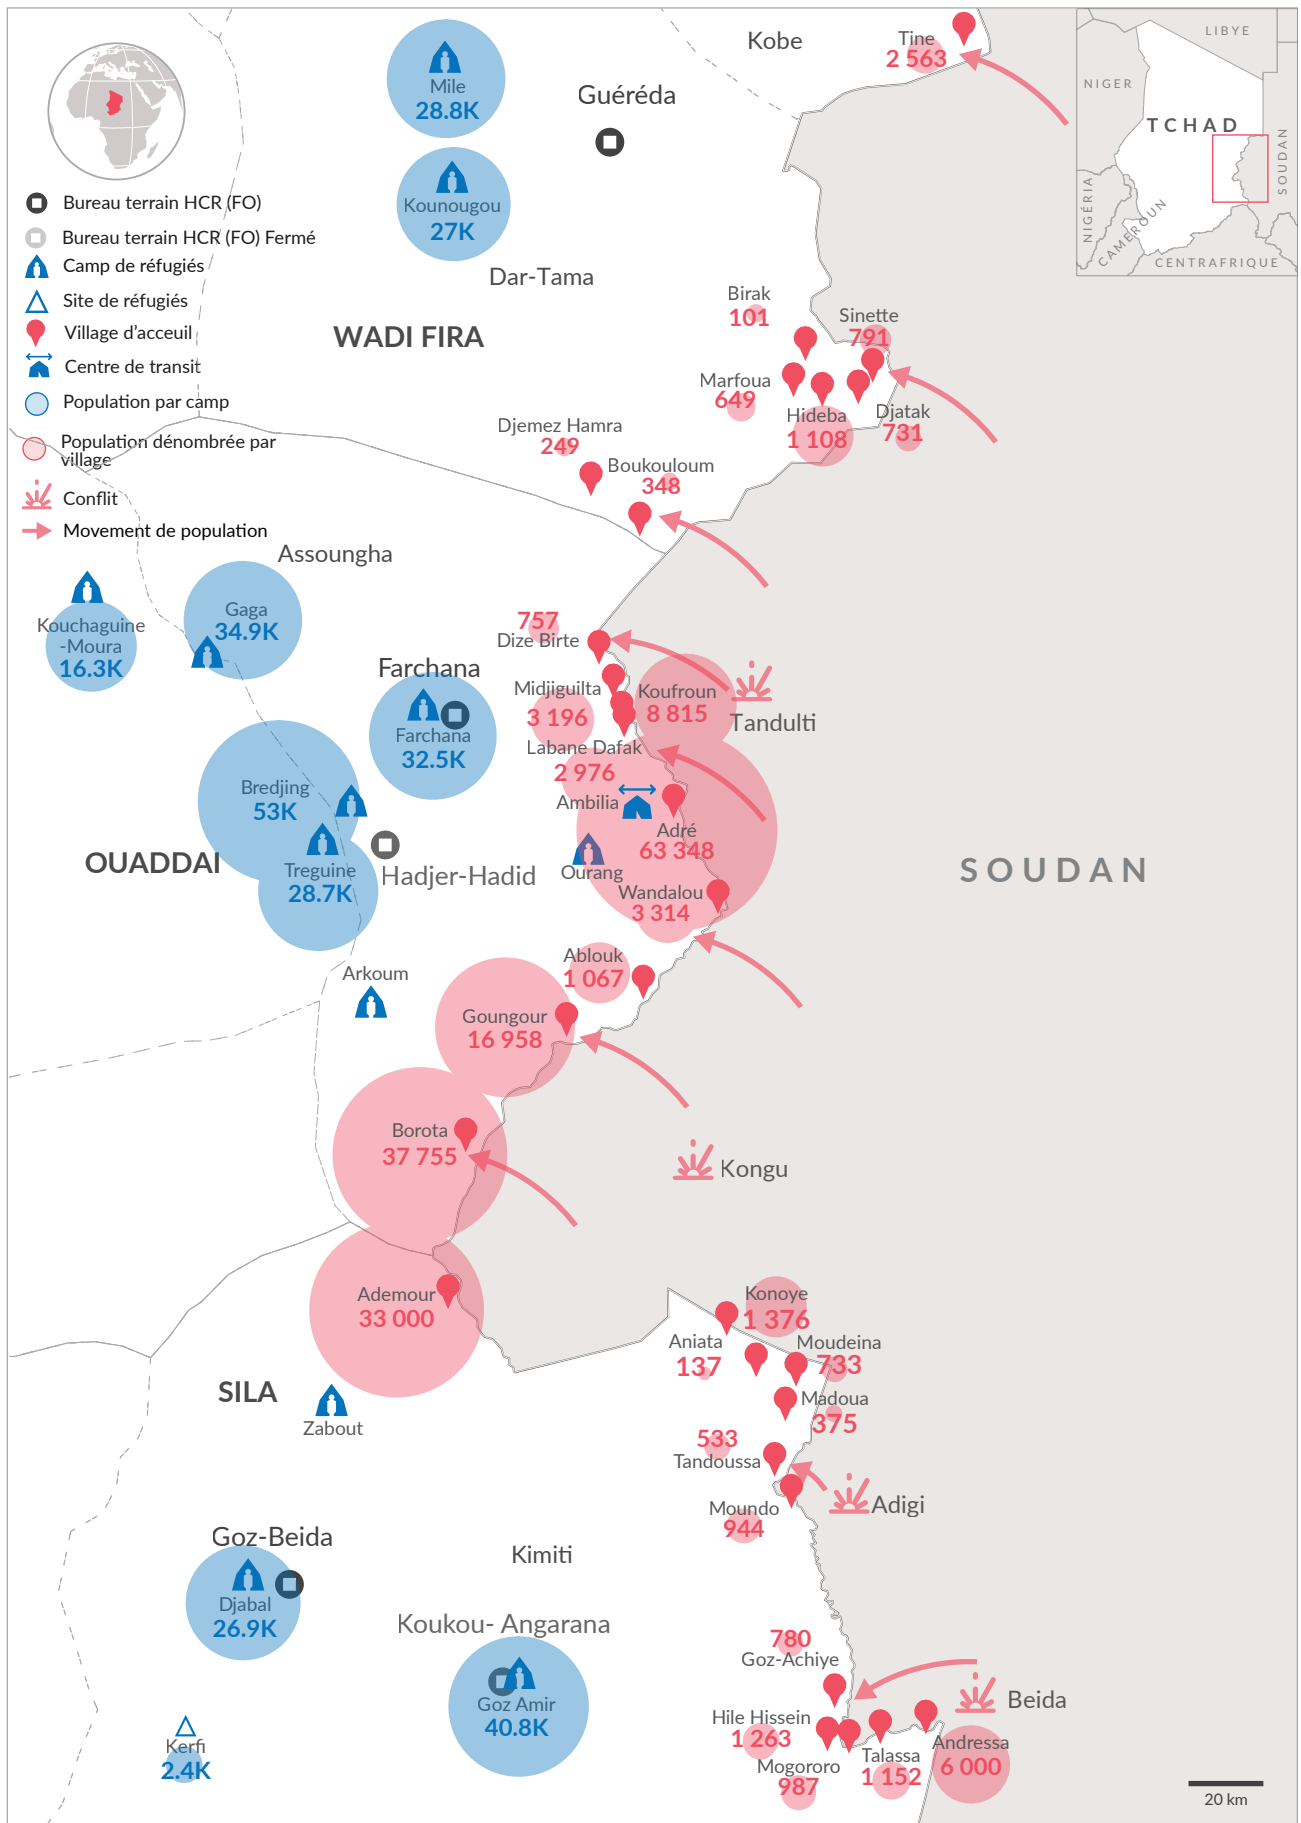 Kobe
Tine
2 563
LIBYE
NIGER
TCHAD
SOUDAN
NIGÉRIA
CAMEROUN
CENTRAFRIQUE
Mile
28.8K
Guéréda
Kounougou
27K
Dar-Tama
WADI FIRA
Bureau terrain HCR (FO)
Bureau terrain HCR (FO) Fermé
Camp de réfugiés
Site de réfugiés
Village d'acceuil
Centre de transit
Population par camp
Population dénombrée par
village
Conflit
Movement de population
Birak
101
Sinette
791
Marfoua
649
Hideba
1 108
Djatak
731
Djemez Hamra
249
Boukouloum
348
Assoungha
Kouchaguine
-Moura
16.3K
Gaga
34.9K
757
Dize Birte
Farchana
Farchana
32.5K
Midjiguilta
3 196
Koufroun
8 815
Tandulti
Labane Dafak
2 976
Bredjing
53K
Ambilia
Adré
63 348
OUADDAI
Treguine
28.7K
Hadjer-Hadid
Ourang
Wandalou
3 314
SOUDAN
Ablouk
1 067
Arkoum
Goungour
16 958
Borota
37 755
Kongu
Ademour
33 000
Konoye
1 376
Aniata
137
Moudeina
733
SILA
Zabout
Madoua
375
533
Tandoussa
Moundo
944
Adigi
Goz-Beida
Djabal
26.9K
Kimiti
Koukou- Angarana
Goz Amir
40.8K
780
Goz-Achiye
Beida
Hile Hissein
1 263
Kerfi
2.4K
Mogororo
987
Talassa
1 152
Andressa
6 000
20 km